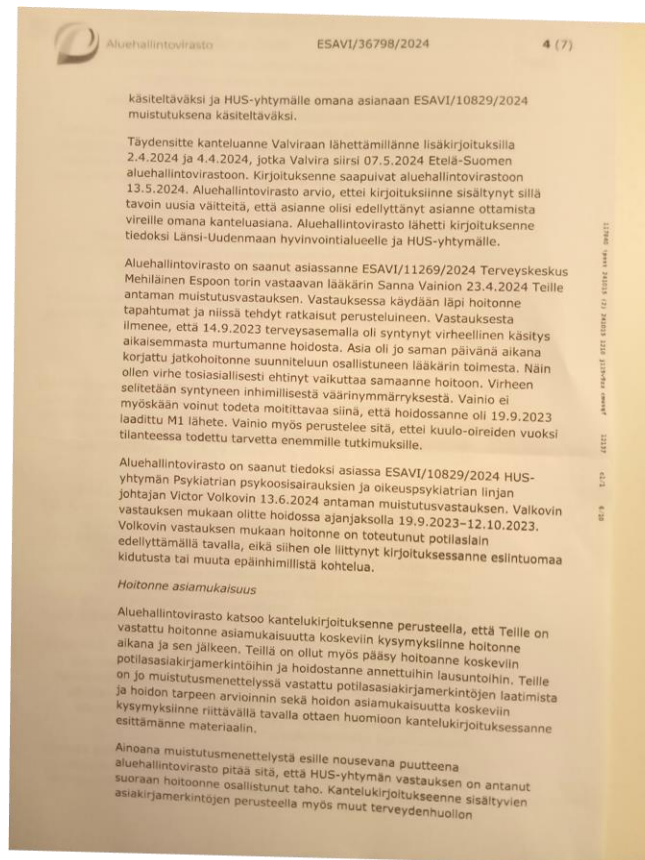 Aluehallintovirasto
ESAVI/36798/2024
4 (7)
käsiteltäväksi ja HUS-yhtymälle omana asianaan ESAVI/10829/2024
muistutuksena käsiteltäväksi.
Täydensitte kanteluanne Valviraan lähettämillänne lisäkirjoituksilla
2.4.2024 ja 4.4.2024, jotka Valvira siirsi 07.5.2024 Etelä-Suomen
aluehallintovirastoon. Kirjoituksenne saapuivat aluehallintovirastoon
13.5.2024. Aluehallintovirasto arvio, ettei kirjoituksiinne sisältynyt sillä
tavoin uusia väitteitä, että asianne olisi edellyttänyt asianne ottamista
vireille omana kanteluasiana. Aluehallintovirasto lähetti kirjoituksenne
tiedoksi Länsi-Uudenmaan hyvinvointialueelle ja HUS-yhtymälle.
Aluehallintovirasto on saanut asiassanne ESAVI/11269/2024 Terveyskeskus
Mehiläinen Espoon torin vastaavan lääkärin Sanna Vainion 23.4.2024 Teille
antaman muistutusvastauksen. Vastauksessa käydään läpi hoitonne
tapahtumat ja niissä tehdyt ratkaisut perusteluineen. Vastauksesta
ilmenee, että 14.9.2023 terveysasemalla oli syntynyt virheellinen käsitys
aikaisemmasta murtumanne hoidosta. Asia oli jo saman päivänä aikana
korjattu jatkohoitonne suunniteluun osallistuneen lääkärin toimesta. Näin
ollen virhe tosiasiallisesti ehtinyt vaikuttaa samaanne hoitoon. Virheen
selitetään syntyneen inhimillisestä väärinymmärryksestä. Vainio ei
myöskään voinut todeta moitittavaa siinä, että hoidossanne oli 19.9.2023
laadittu M1 lähete. Vainio myös perustelee sitä, ettei kuulo-oireiden vuoksi
tilanteessa todettu tarvetta enemmille tutkimuksille.
Aluehallintovirasto on saanut tiedoksi asiassa ESAVI/10829/2024 HUS-
yhtymän Psykiatrian psykoosisairauksien ja oikeuspsykiatrian linjan
johtajan Victor Volkovin 13.6.2024 antaman muistutusvastauksen. Valkovin
vastauksen mukaan olitte hoidossa ajanjaksolla 19.9.2023–12.10.2023.
Volkovin vastauksen mukaan hoitonne on toteutunut potilaslain
edellyttämällä tavalla, eikä siihen ole liittynyt kirjoituksessanne esiintuomaa
kidutusta tai muuta epäinhimillistä kohtelua.
Hoitonne asiamukaisuus
Aluehallintovirasto katsoo kantelukirjoituksenne perusteella, että Teille on
vastattu hoitonne asiamukaisuutta koskeviin kysymyksiinne hoitonne
aikana ja sen jälkeen. Teillä on ollut myös pääsy hoitoanne koskeviin
potilasasiakirjamerkintöihin ja hoidostanne annettuihin lausuntoihin. Teille
on jo muistutusmenettelyssä vastattu potilasasiakirjamerkintöjen laatimista
ja hoidon tarpeen arvioinnin sekä hoidon asiamukaisuutta koskeviin
kysymyksiinne riittävällä tavalla ottaen huomioon kantelukirjoituksessanne
esittämänne materiaalin.
Ainoana muistutusmenettelystä esille nousevana puutteena
aluehallintovirasto pitää sitä, että HUS-yhtymän vastauksen on antanut
suoraan hoitoonne osallistunut taho. Kantelukirjoitukseenne sisältyvien
asiakirjamerkintöjen perusteella myös muut terveydenhuollon